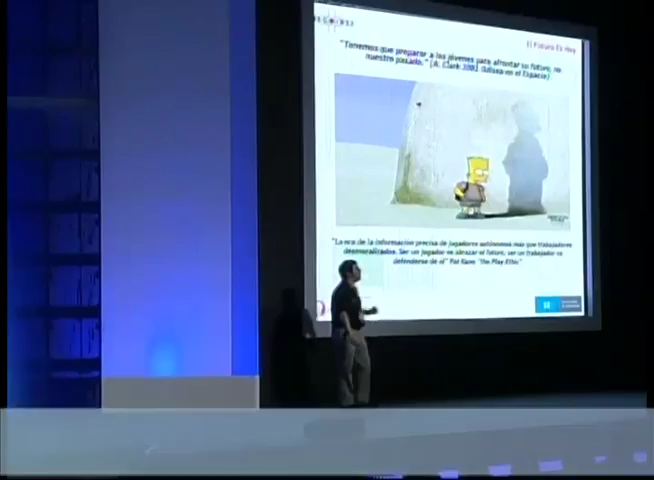 El Futuro Es Hoy
"Tenemos que preparar a los jóvenes para afrontar su futuro, no
nuestro pasado." (A. Clark 2001 Odisea en el Espacio)
"La era de la información precisa de jugadores autónomos más que trabajadores
desmoralizados. Ser un jugador es abrazar el futuro; ser un trabajador es
defenderse de él" Pat Kane "the Play Ethic"